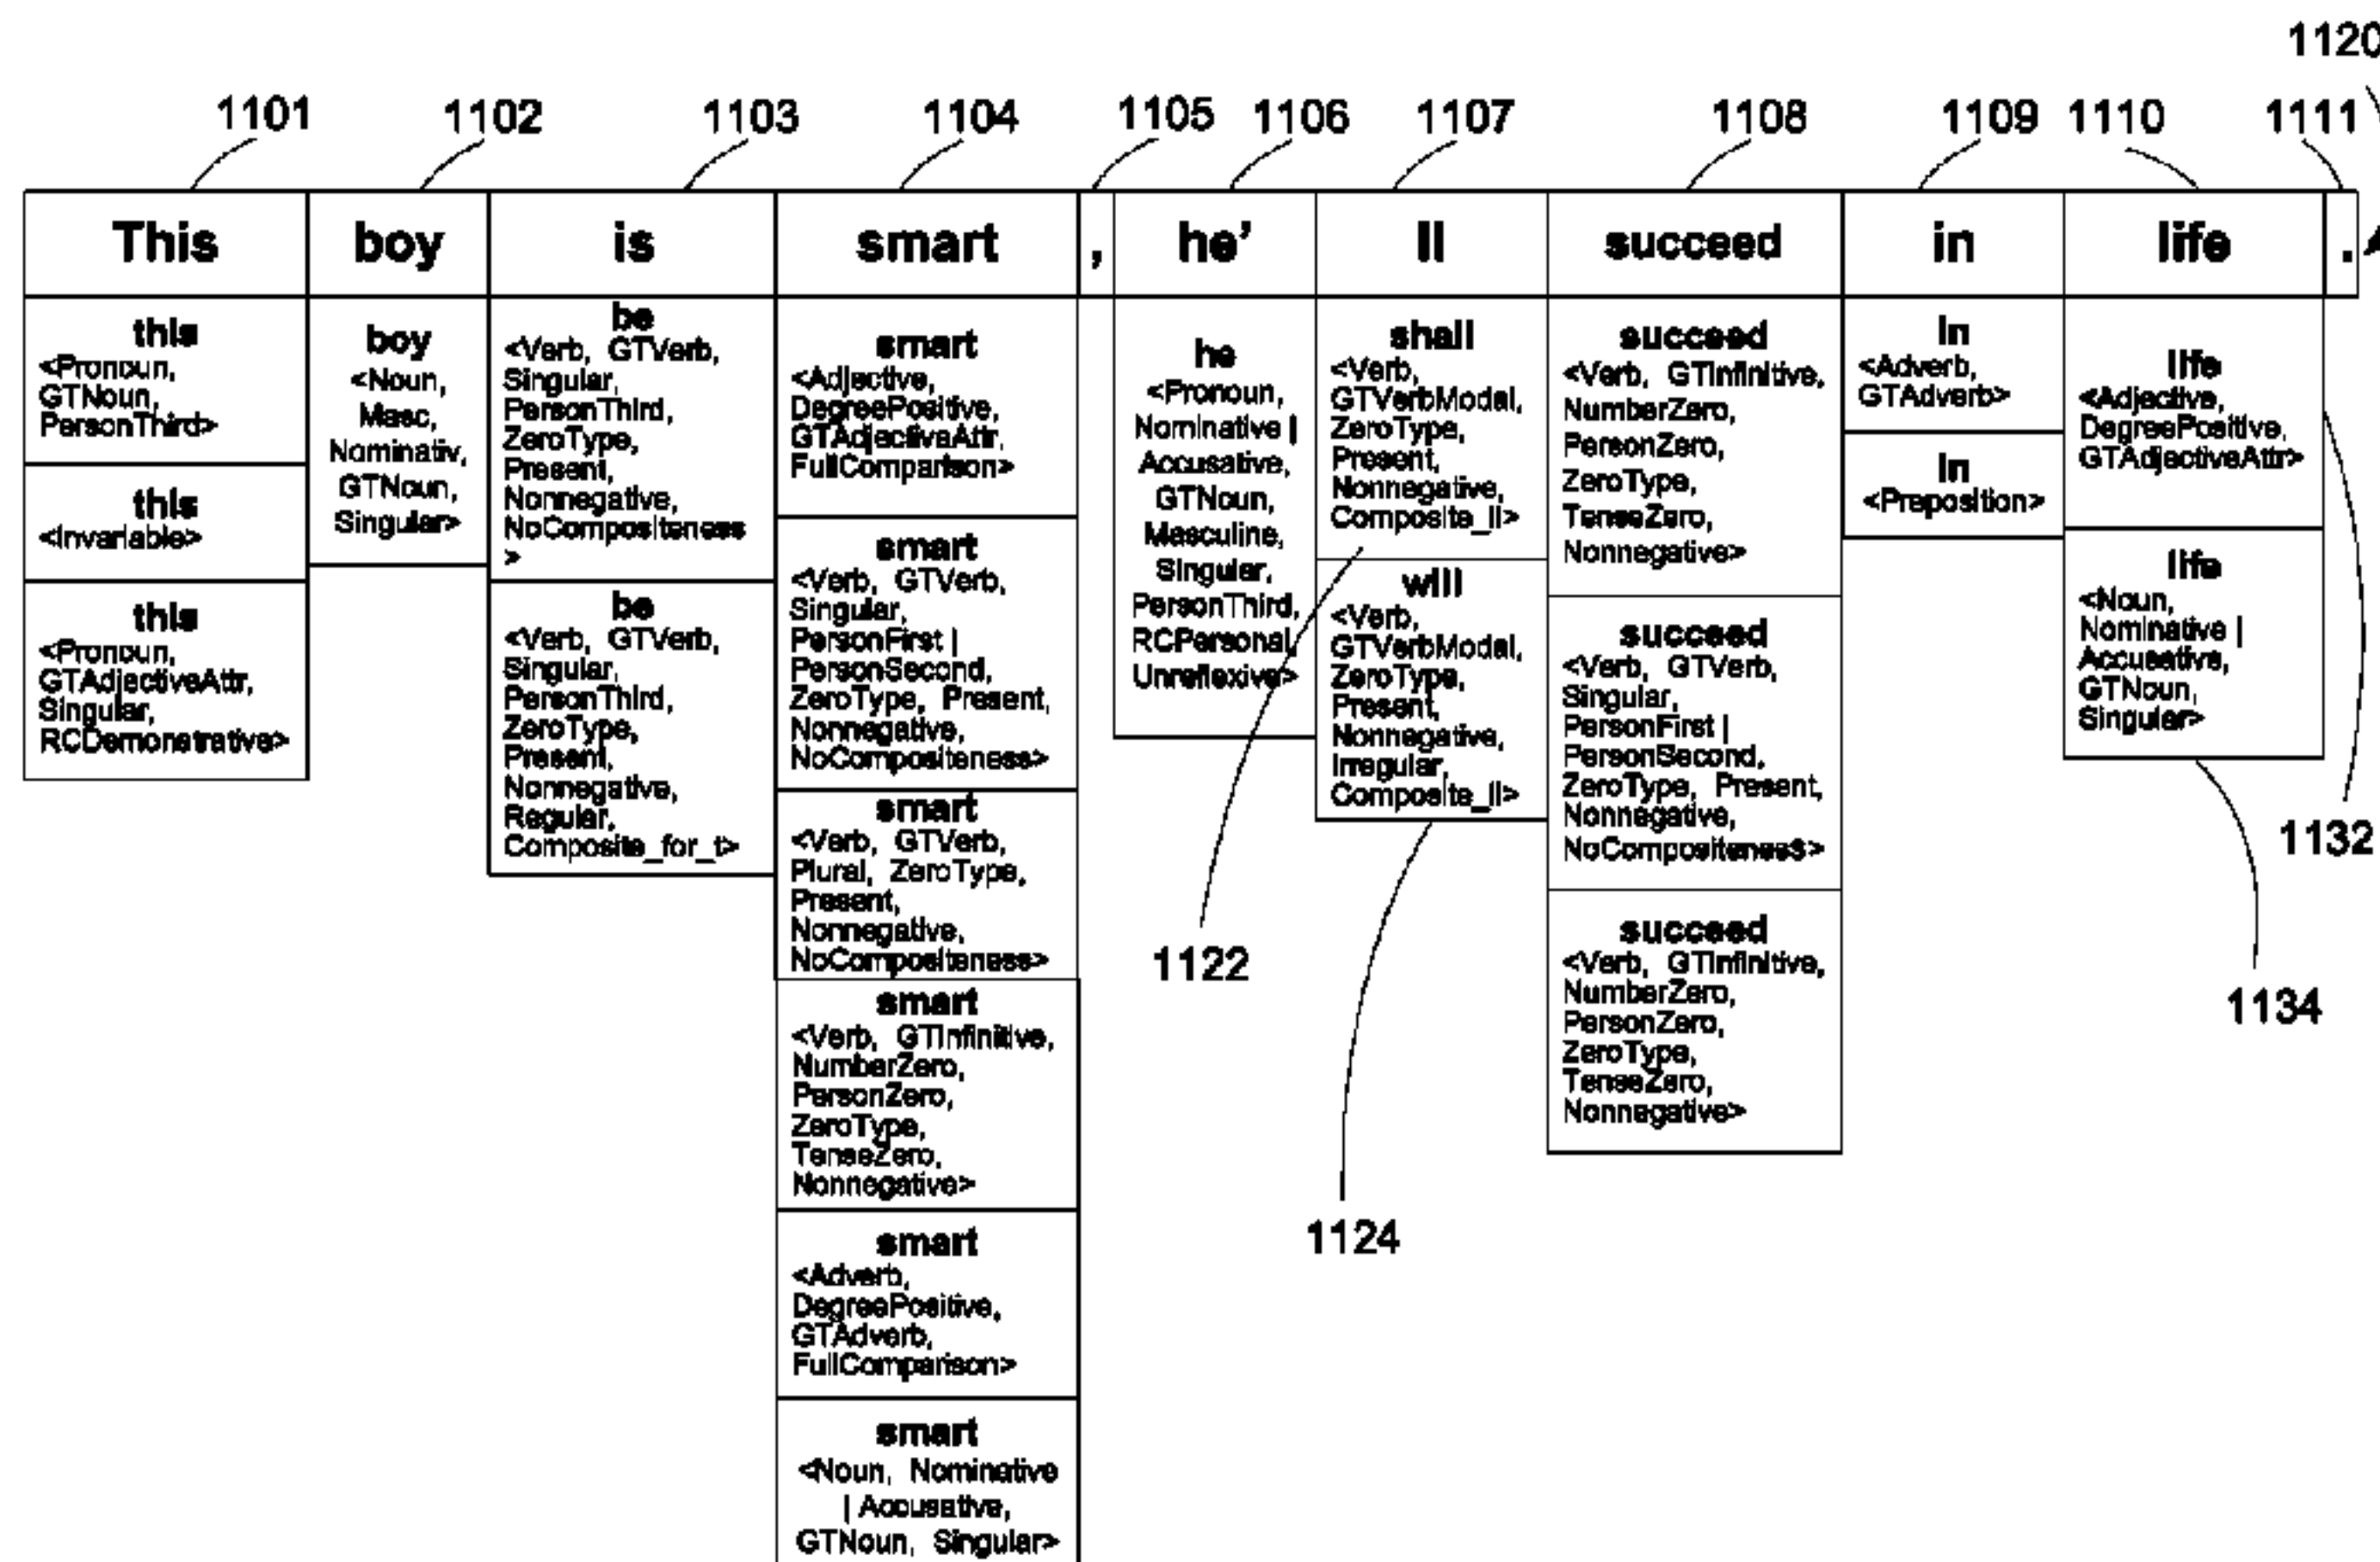 1120
1101 1102 1103 1104 1105 1106 1107 1108 1109 1110 1111
This boy is smart , he’ ll succeed in life .
this
<Pronoun,
GTNoun,
PersonThird>
this
<Invariable>
this
<Pronoun,
GTAdjectiveAttr,
Singular,
RCDemonstrative>
boy
<Noun,
Masc,
Nominativ,
GTNoun,
Singular>
be
<Verb, GTVerb,
Singular,
PersonThird,
ZeroType,
Present,
Nonnegative,
NoCompositeness
>
be
<Verb, GTVerb,
Singular,
PersonThird,
ZeroType,
Present,
Nonnegative,
Regular,
Composite_for_t>
smart
<Adjective,
DegreePositive,
GTAdjectiveAttr,
FullComparison>
smart
<Verb, GTVerb,
Singular,
PersonFirst |
PersonSecond,
ZeroType, Present,
Nonnegative,
NoCompositeness>
smart
<Verb, GTVerb,
Plural, ZeroType,
Present,
Nonnegative,
NoCompositeness>
smart
<Verb, GTInfinitive,
NumberZero,
PersonZero,
ZeroType,
TenseZero,
Nonnegative>
smart
<Adverb,
DegreePositive,
GTAdverb,
FullComparison>
smart
<Noun, Nominative
| Accusative,
GTNoun, Singular>
he
<Pronoun,
Nominative |
Accusative,
GTNoun,
Masculine,
Singular,
PersonThird,
RCPersonal,
Unreflexive>
shall
<Verb,
GTVerbModal,
ZeroType,
Present,
Nonnegative,
Composite_ll>
will
<Verb,
GTVerbModal,
ZeroType,
Present,
Nonnegative,
Irregular,
Composite_ll>
1122
1124
succeed
<Verb, GTInfinitive,
NumberZero,
PersonZero,
ZeroType,
TenseZero,
Nonnegative>
succeed
<Verb, GTVerb,
Singular,
PersonFirst |
PersonSecond,
ZeroType, Present,
Nonnegative,
NoCompositeness>
succeed
<Verb, GTInfinitive,
NumberZero,
PersonZero,
ZeroType,
TenseZero,
Nonnegative>
in
<Adverb,
GTAdverb>
in
<Preposition>
life
<Adjective,
DegreePositive,
GTAdjectiveAttr>
life
<Noun,
Nominative |
Accusative,
GTNoun,
Singular>
1132
1134